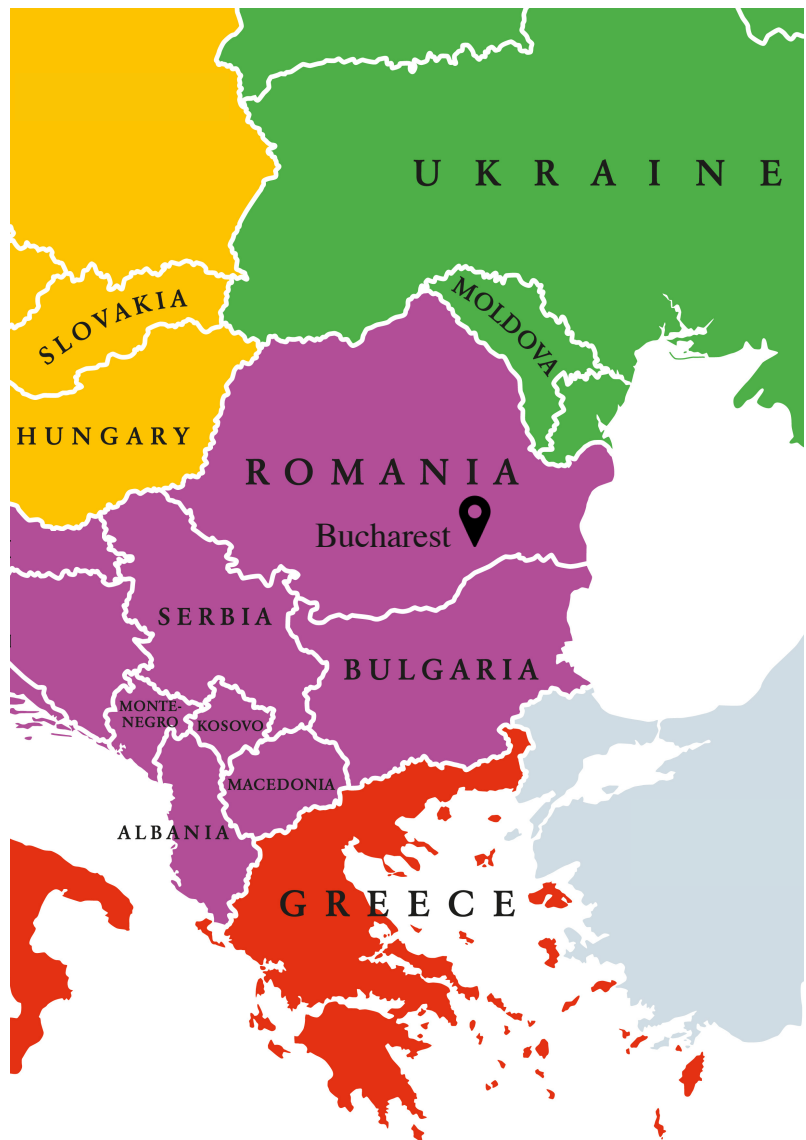 UKRAINE
MOLDOVA
SLOVAKIA
HUNGARY
ROMANIA
Bucharest
SERBIA
BULGARIA
MONTE-
NEGRO
KOSOVO
MACEDONIA
ALBANIA
GREECE